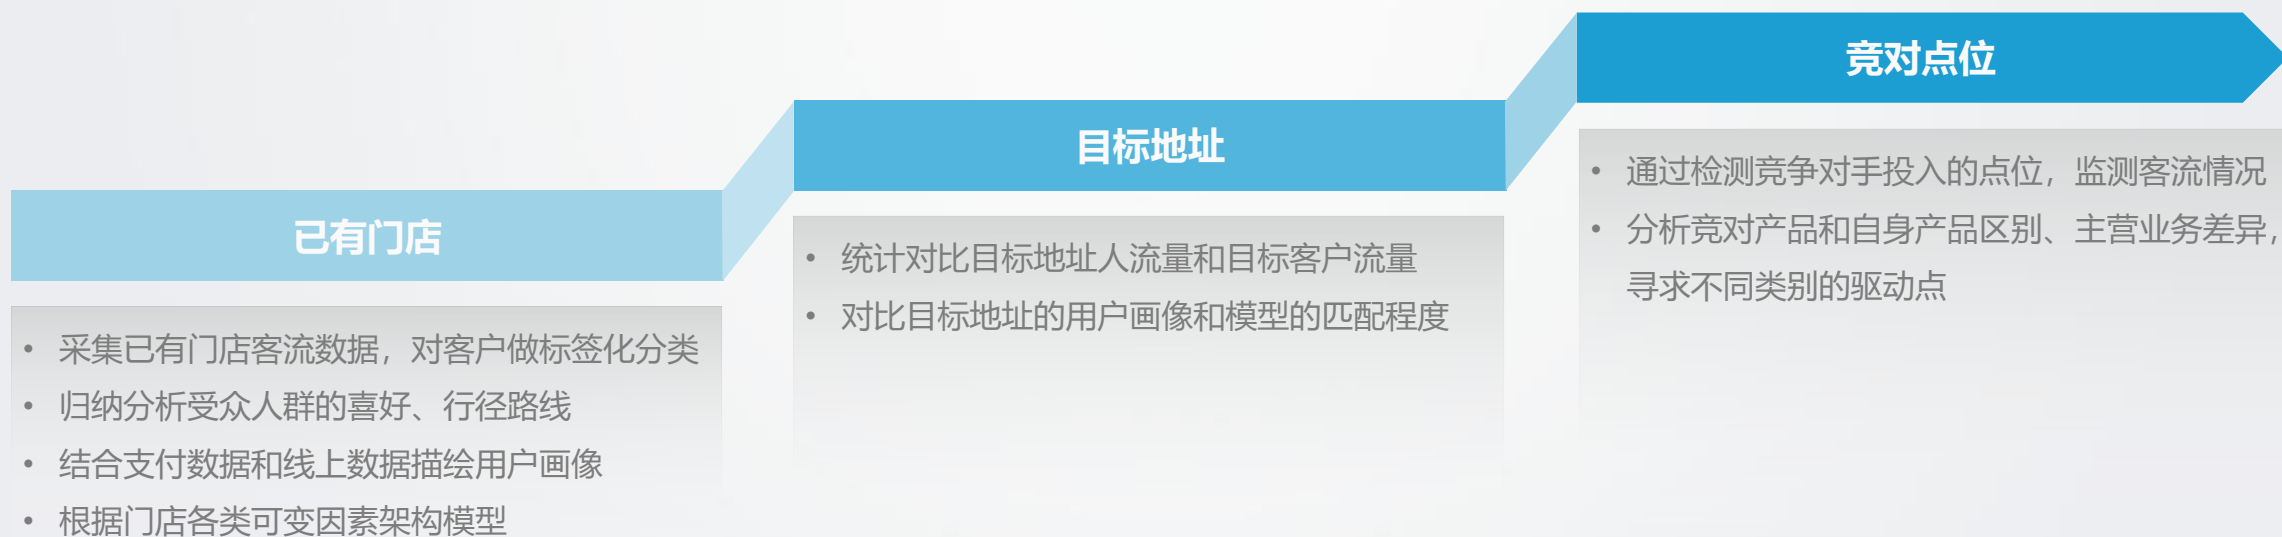 已有门店
• 采集已有门店客流数据，对客户做标签化分类
• 归纳分析受众人群的喜好、行径路线
• 结合支付数据和线上数据描绘用户画像
• 根据门店各类可变因素架构模型
目标地址
• 统计对比目标地址人流量和目标客户流量
• 对比目标地址的用户画像和模型的匹配程度
竞对点位
• 通过检测竞争对手投入的点位，监测客流情况
• 分析竞对产品和自身产品区别、主营业务差异，
寻求不同类别的驱动点